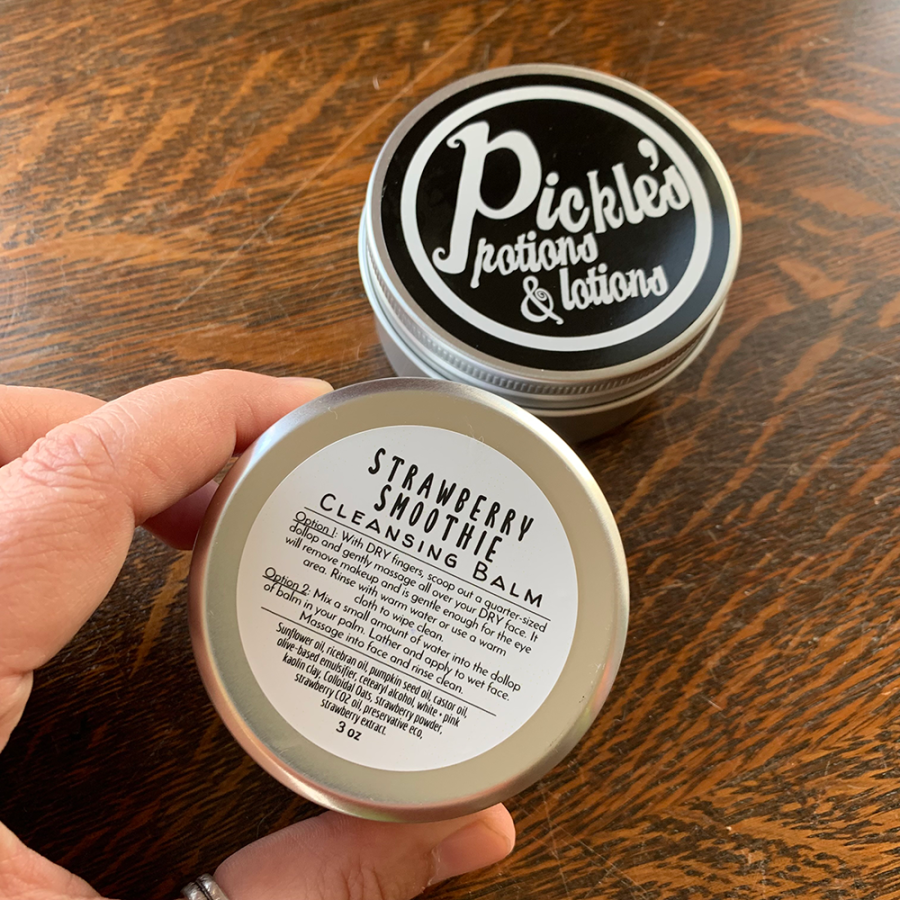 Pickle's
potions
& lotions
STRAWBERRY
SMOOTHIE
CLEANSING BALM
Option 1: With DRY fingers, scoop out a quarter-sized
dollop and gently massage all over your DRY face. It
will remove makeup and is gentle enough for the eye
area. Rinse with warm water or use a warm
cloth to wipe clean.
Option 2: Mix a small amount of water into the dollop
of balm in your palm. Lather and apply to wet face.
Massage into face and rinse clean.
Sunflower oil, ricebran oil, pumpkin seed oil, castor oil,
olive-based emulsifier, cetearyl alcohol, white + pink
kaolin clay, Colloidal Oats, strawberry powder,
strawberry CO2 oil, preservative eco,
strawberry extract.
3 oz